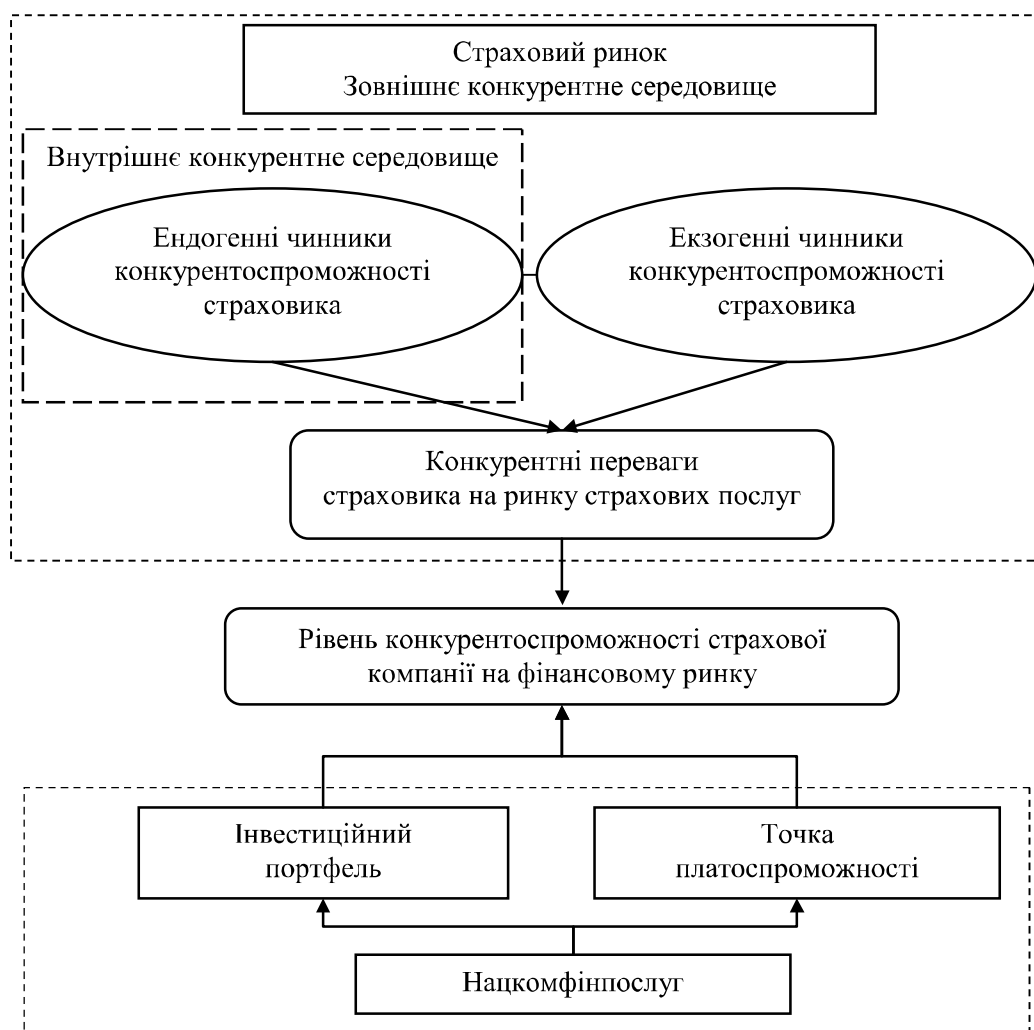 Страховий ринок
Зовнішнє конкурентне середовище
Внутрішнє конкурентне середовище
Ендогенні чинники
конкурентоспроможності
страховика
Екзогенні чинники
конкурентоспроможності
страховика
Конкурентні переваги
страховика на ринку страхових послуг
Рівень конкурентоспроможності страхової
компанії на фінансовому ринку
Інвестиційний
портфель
Точка
платоспроможності
Нацкомфінпослуг